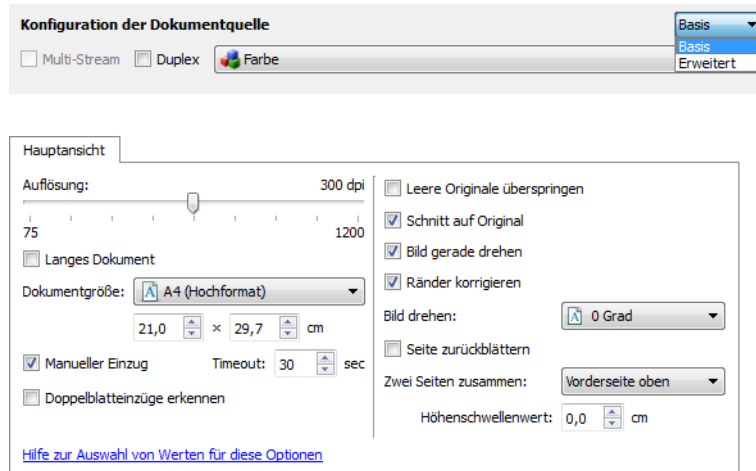 Konfiguration der Dokumentquelle
Basis
Basis
Erweitert
Multi-Stream Duplex Farbe
Hauptansicht
Auflösung: 300 dpi
75 1200
Langes Dokument
Dokumentgröße: A4 (Hochformat)
21,0 × 29,7 cm
Manueller Einzug Timeout: 30 sec
Doppelblatteinzüge erkennen
Hilfe zur Auswahl von Werten für diese Optionen
Leere Originale überspringen
Schnitt auf Original
Bild gerade drehen
Ränder korrigieren
Bild drehen: 0 Grad
Seite zurückblättern
Zwei Seiten zusammen: Vorderseite oben
Höhenschwellenwert: 0,0 cm